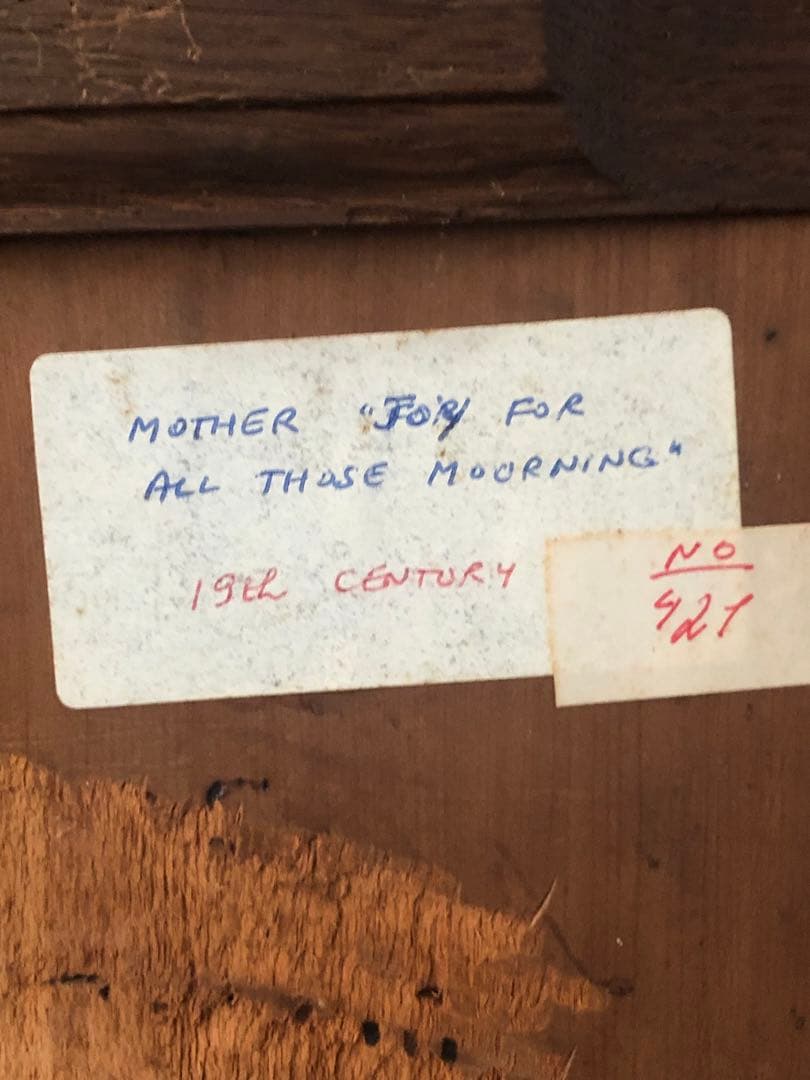 MOTHER "JOY FOR
ALL THOSE MOORNING"
19th CENTURY
NO
421